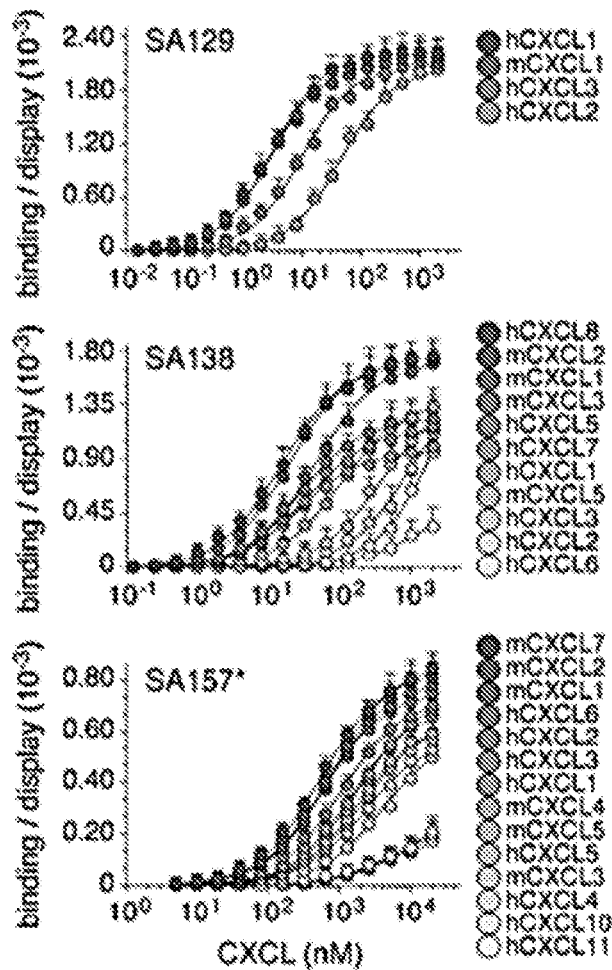 SA129
binding / display (10⁻³)
2.40
1.80
1.20
0.60
0
10⁻² 10⁻¹ 10⁰ 10¹ 10² 10³
hCXCL1
mCXCL1
hCXCL3
hCXCL2
SA138
binding / display (10⁻³)
1.80
1.35
0.90
0.45
0
10⁻¹ 10⁰ 10¹ 10² 10³
hCXCL8
mCXCL2
mCXCL1
mCXCL3
hCXCL5
hCXCL7
hCXCL1
mCXCL5
hCXCL3
hCXCL2
hCXCL6
SA157*
binding / display (10⁻³)
0.80
0.60
0.40
0.20
0
10⁰ 10¹ 10² 10³ 10⁴
CXCL (nM)
mCXCL7
mCXCL2
mCXCL1
hCXCL6
hCXCL2
hCXCL3
hCXCL1
mCXCL4
mCXCL5
hCXCL5
mCXCL3
hCXCL4
hCXCL10
hCXCL11